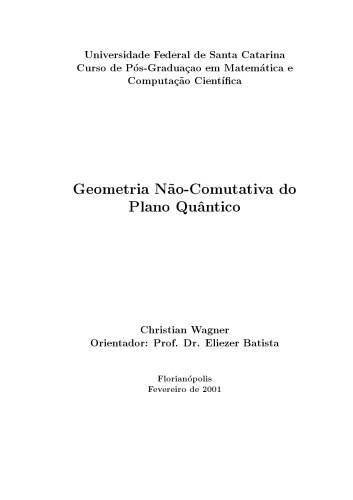 Universidade Federal de Santa Catarina
Curso de Pós-Graduaçao em Matemática e
Computação Científica
Geometria Não-Comutativa do
Plano Quântico
Christian Wagner
Orientador: Prof. Dr. Eliezer Batista
Florianópolis
Fevereiro de 2001